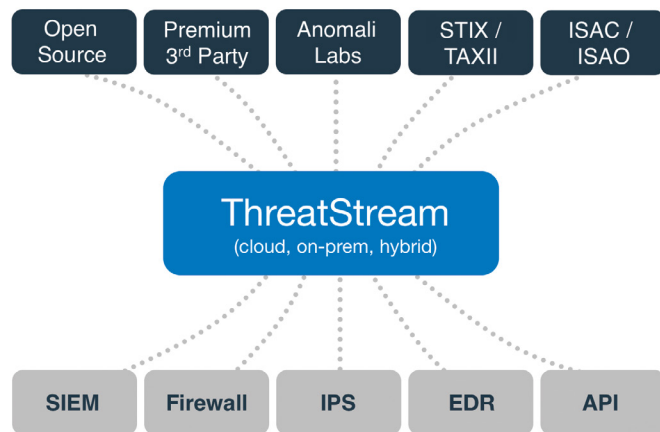 Open
Source
Premium
3rd Party
Anomali
Labs
STIX /
TAXII
ISAC /
ISAO
ThreatStream
(cloud, on-prem, hybrid)
SIEM
Firewall
IPS
EDR
API